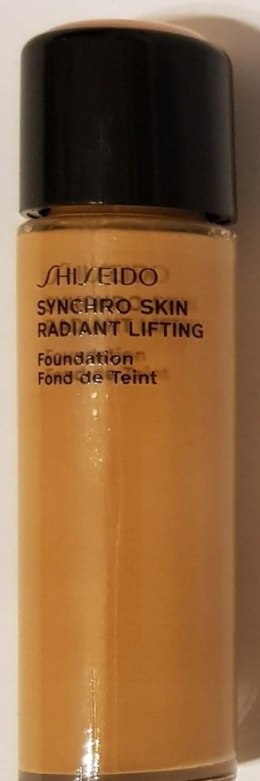 SHISEIDO
SYNCHRO SKIN
RADIANT LIFTING
Foundation
Fond de Teint